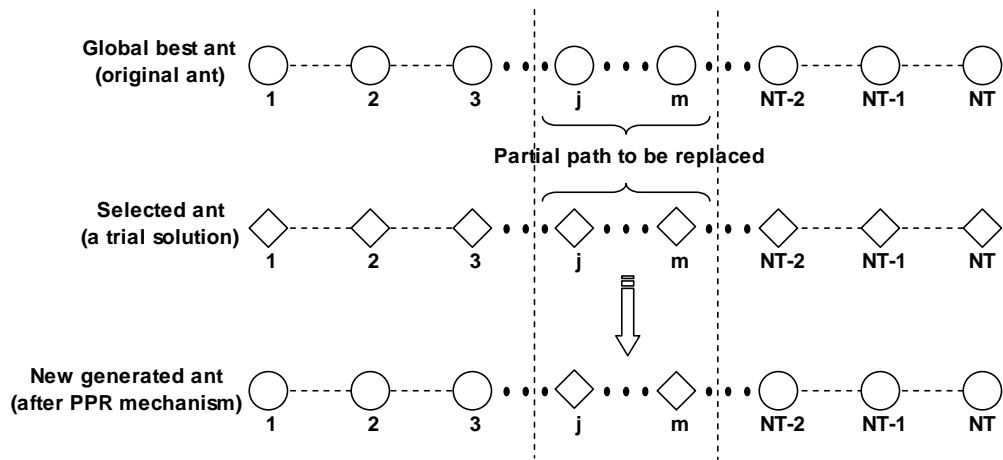 Global best ant
(original ant)
1 2 3 j m NT-2 NT-1 NT
Partial path to be replaced
Selected ant
(a trial solution)
1 2 3 j m NT-2 NT-1 NT
New generated ant
(after PPR mechanism)
1 2 3 j m NT-2 NT-1 NT